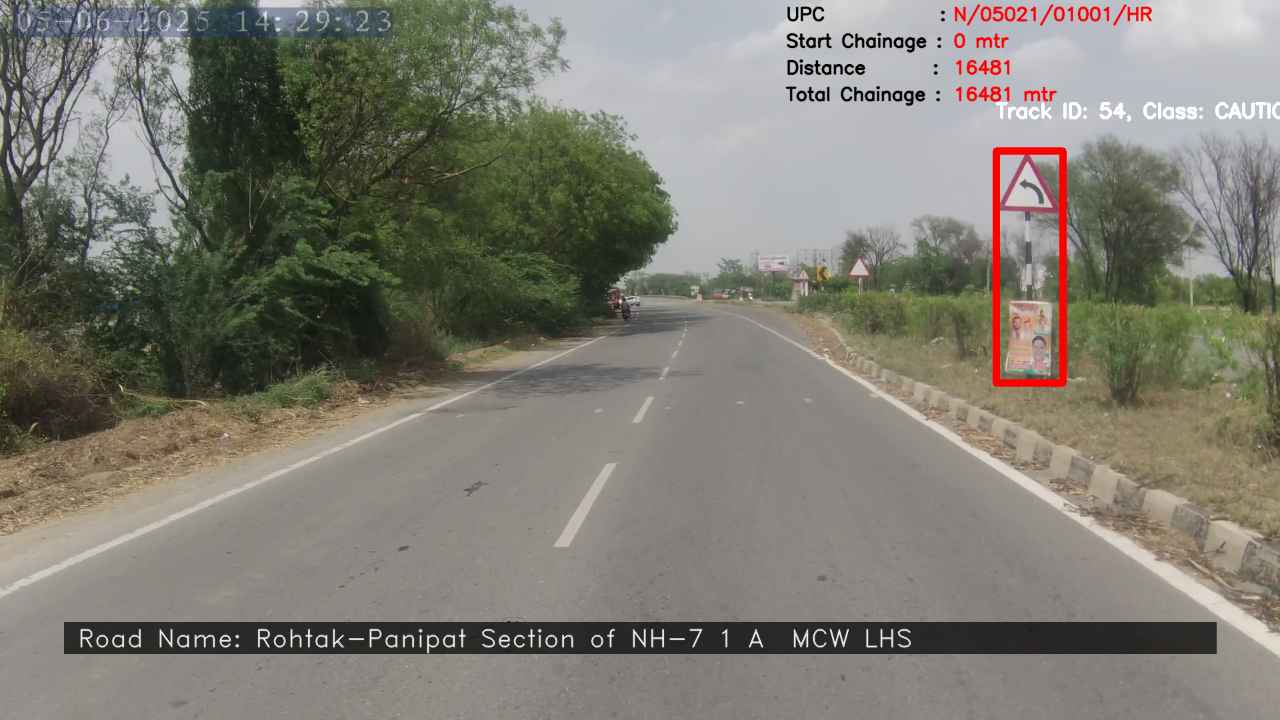 05-06-2025 14:29:23
UPC : N/05021/01001/HR
Start Chainage : 0 mtr
Distance : 16481
Total Chainage : 16481 mtr
Track ID: 54, Class: CAUTIO
Road Name: Rohtak-Panipat Section of NH-7 1 A MCW LHS